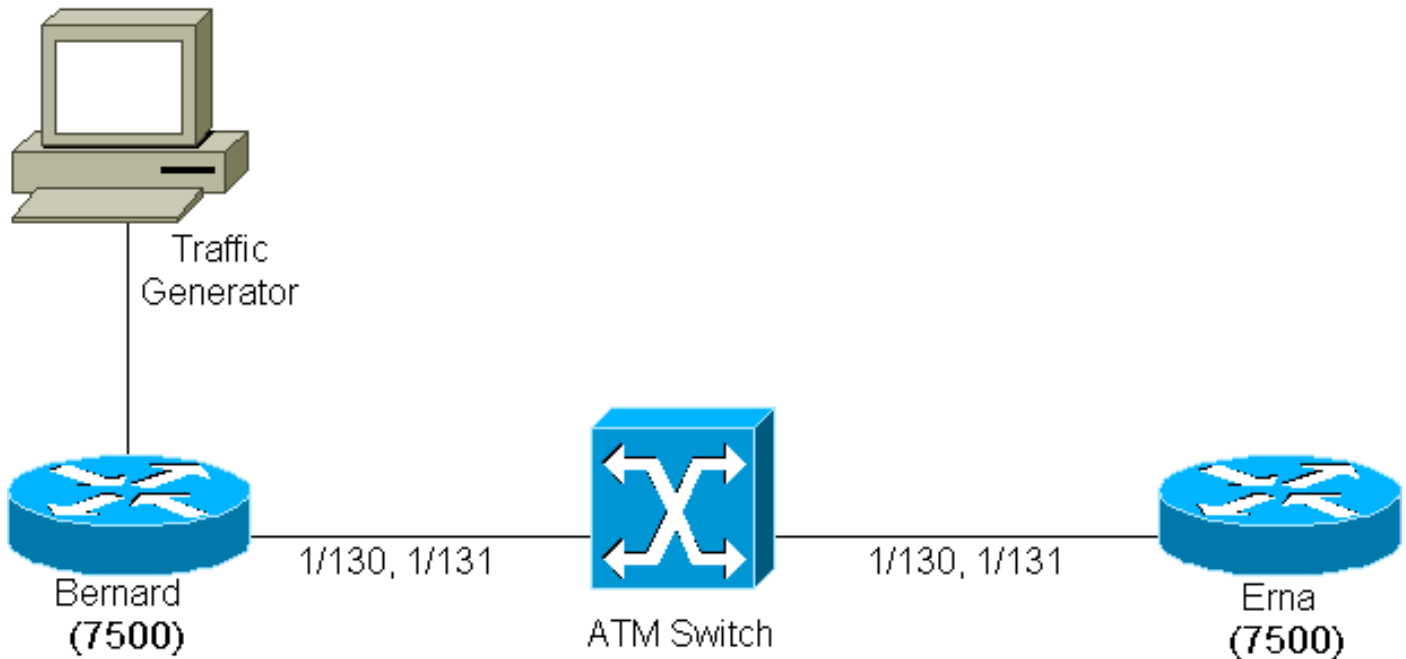 Traffic
Generator
1/130, 1/131
1/130, 1/131
Bernard
(7500)
ATM Switch
Erna
(7500)